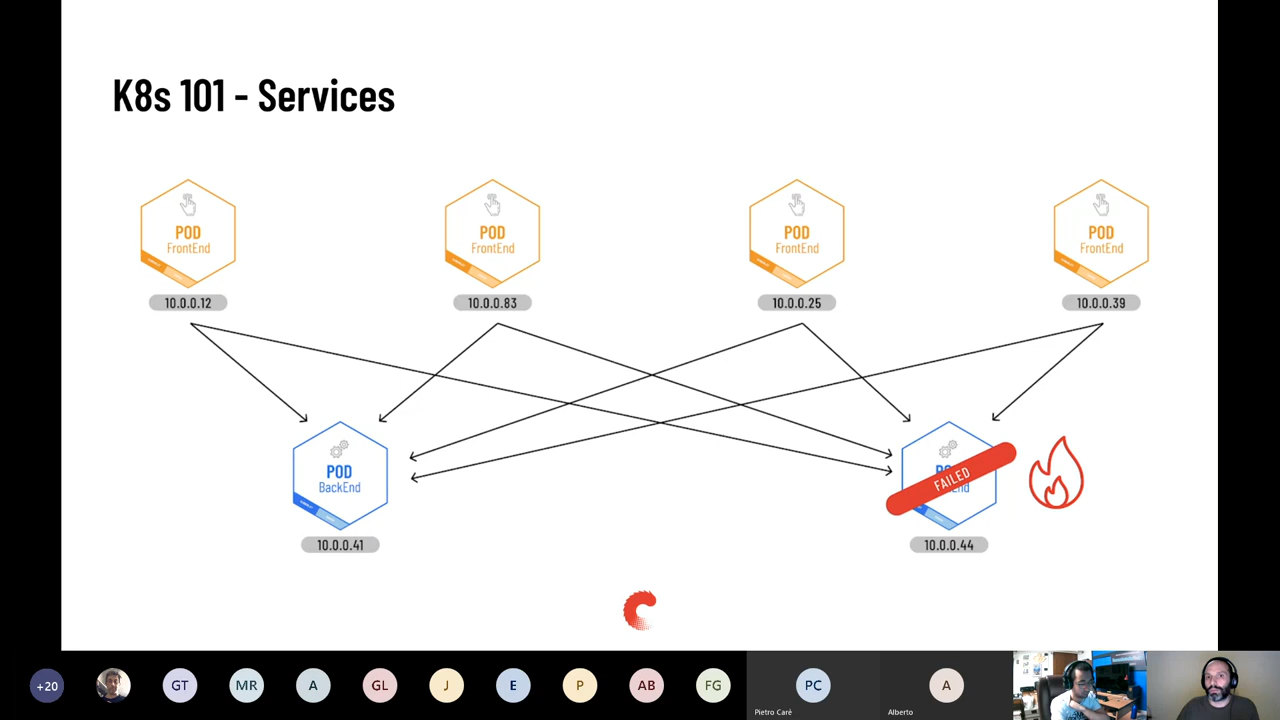 K8s 101 - Services
POD
FrontEnd
10.0.0.12
POD
FrontEnd
10.0.0.83
POD
FrontEnd
10.0.0.25
POD
FrontEnd
10.0.0.39
POD
BackEnd
10.0.0.41
FAILED
10.0.0.44
+20
GT
MR
A
GL
J
E
P
AB
FG
PC
Pietro Carè
A
Alberto